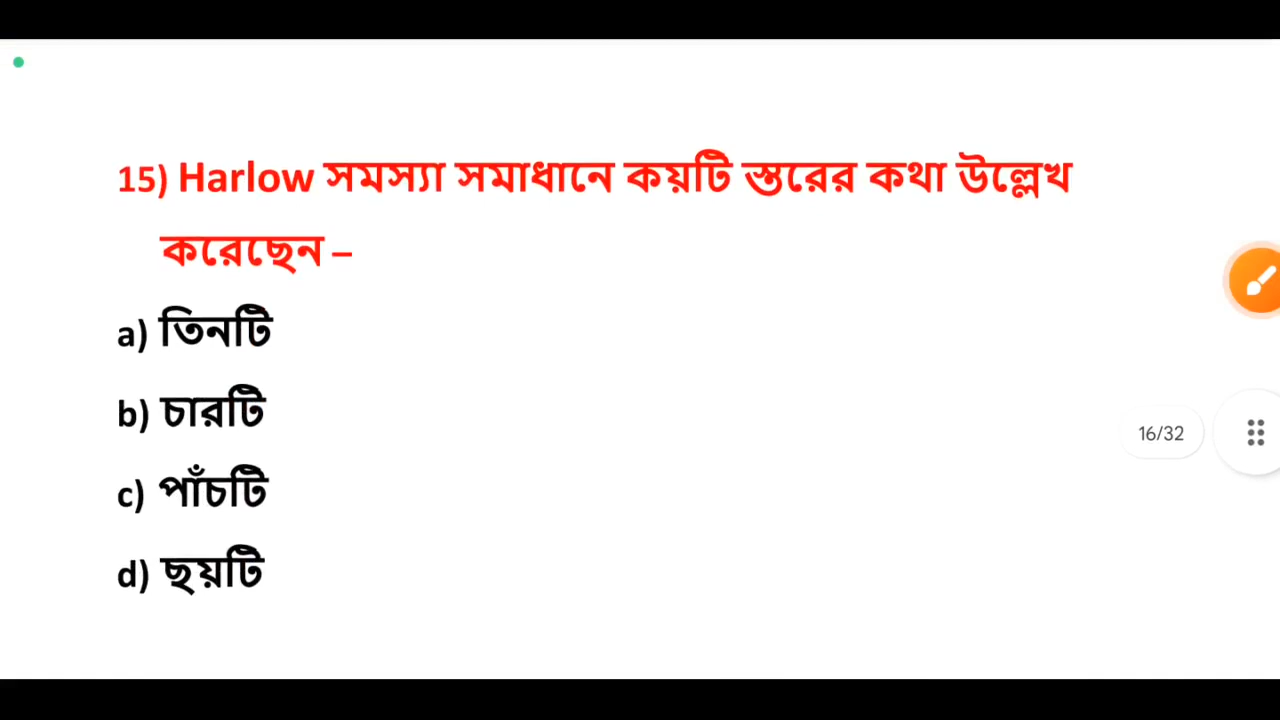 15) Harlow সমস্যা সমাধানে কয়টি স্তরের কথা উল্লেখ
করেছেন –
a) তিনটি
b) চারটি
16/32
c) পাঁচটি
d) ছয়টি